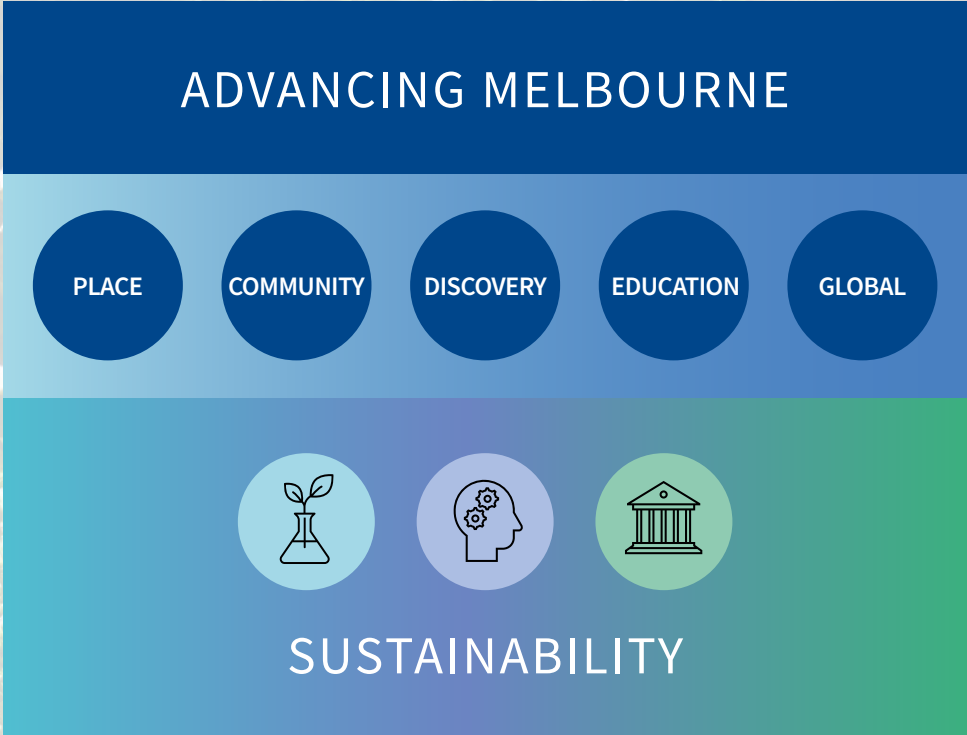 ADVANCING MELBOURNE
PLACE COMMUNITY DISCOVERY EDUCATION GLOBAL
SUSTAINABILITY